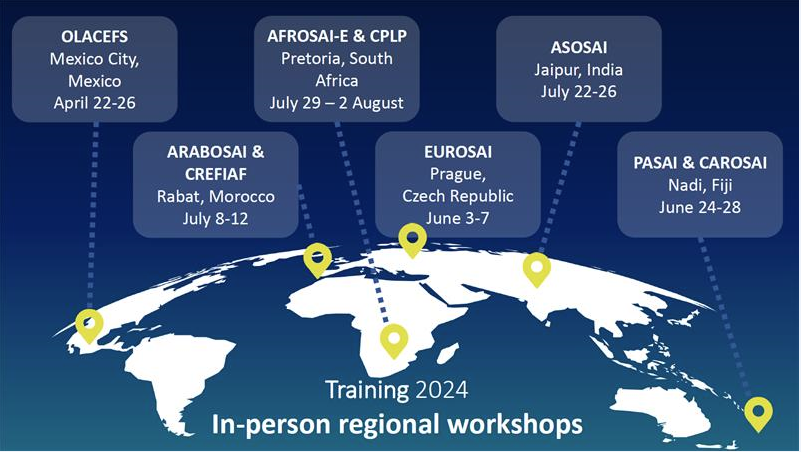 OLACEFS
Mexico City,
Mexico
April 22-26
AFROSAI-E & CPLP
Pretoria, South
Africa
July 29 – 2 August
ASOSAI
Jaipur, India
July 22-26
ARABOSAI &
CREFIAF
Rabat, Morocco
July 8-12
EUROSAI
Prague,
Czech Republic
June 3-7
PASAI & CAROSAI
Nadi, Fiji
June 24-28
Training 2024
In-person regional workshops